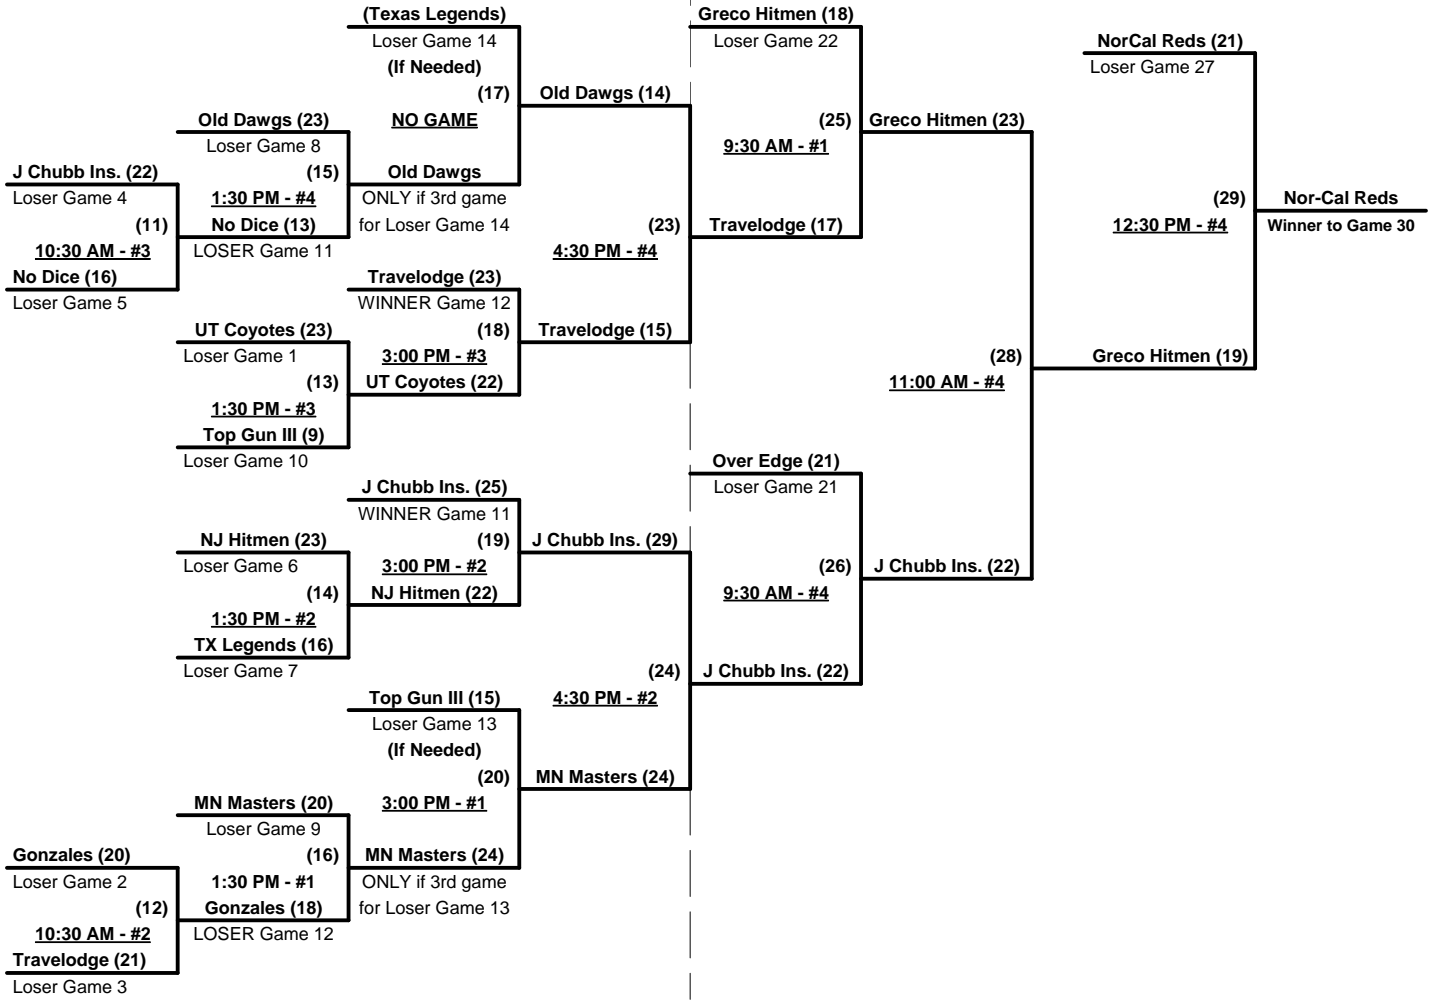 (Texas Legends)
Loser Game 14
(If Needed)
(17)
NO GAME
Old Dawgs (23)
Loser Game 8
(15)
1:30 PM - #4
Old Dawgs
ONLY if 3rd game
for Loser Game 14
J Chubb Ins. (22)
Loser Game 4
(11)
10:30 AM - #3
No Dice (16)
Loser Game 5
No Dice (13)
LOSER Game 11
Old Dawgs (14)
(23)
4:30 PM - #4
Travelodge (23)
WINNER Game 12
(18)
3:00 PM - #3
Travelodge (15)
UT Coyotes (23)
Loser Game 1
(13)
1:30 PM - #3
UT Coyotes (22)
Top Gun III (9)
Loser Game 10
J Chubb Ins. (25)
WINNER Game 11
(19)
3:00 PM - #2
J Chubb Ins. (29)
NJ Hitmen (23)
Loser Game 6
(14)
1:30 PM - #2
NJ Hitmen (22)
TX Legends (16)
Loser Game 7
(24)
4:30 PM - #2
Top Gun III (15)
Loser Game 13
(If Needed)
(20)
3:00 PM - #1
MN Masters (24)
MN Masters (20)
Loser Game 9
(16)
1:30 PM - #1
MN Masters (24)
ONLY if 3rd game
for Loser Game 13
Gonzales (20)
Loser Game 2
(12)
10:30 AM - #2
Travelodge (21)
Loser Game 3
Gonzales (18)
LOSER Game 12
Greco Hitmen (18)
Loser Game 22
(25)
9:30 AM - #1
Travelodge (17)
Greco Hitmen (23)
(28)
11:00 AM - #4
Over Edge (21)
Loser Game 21
(26)
9:30 AM - #4
J Chubb Ins. (22)
J Chubb Ins. (22)
NorCal Reds (21)
Loser Game 27
(29)
12:30 PM - #4
Greco Hitmen (19)
Nor-Cal Reds
Winner to Game 30